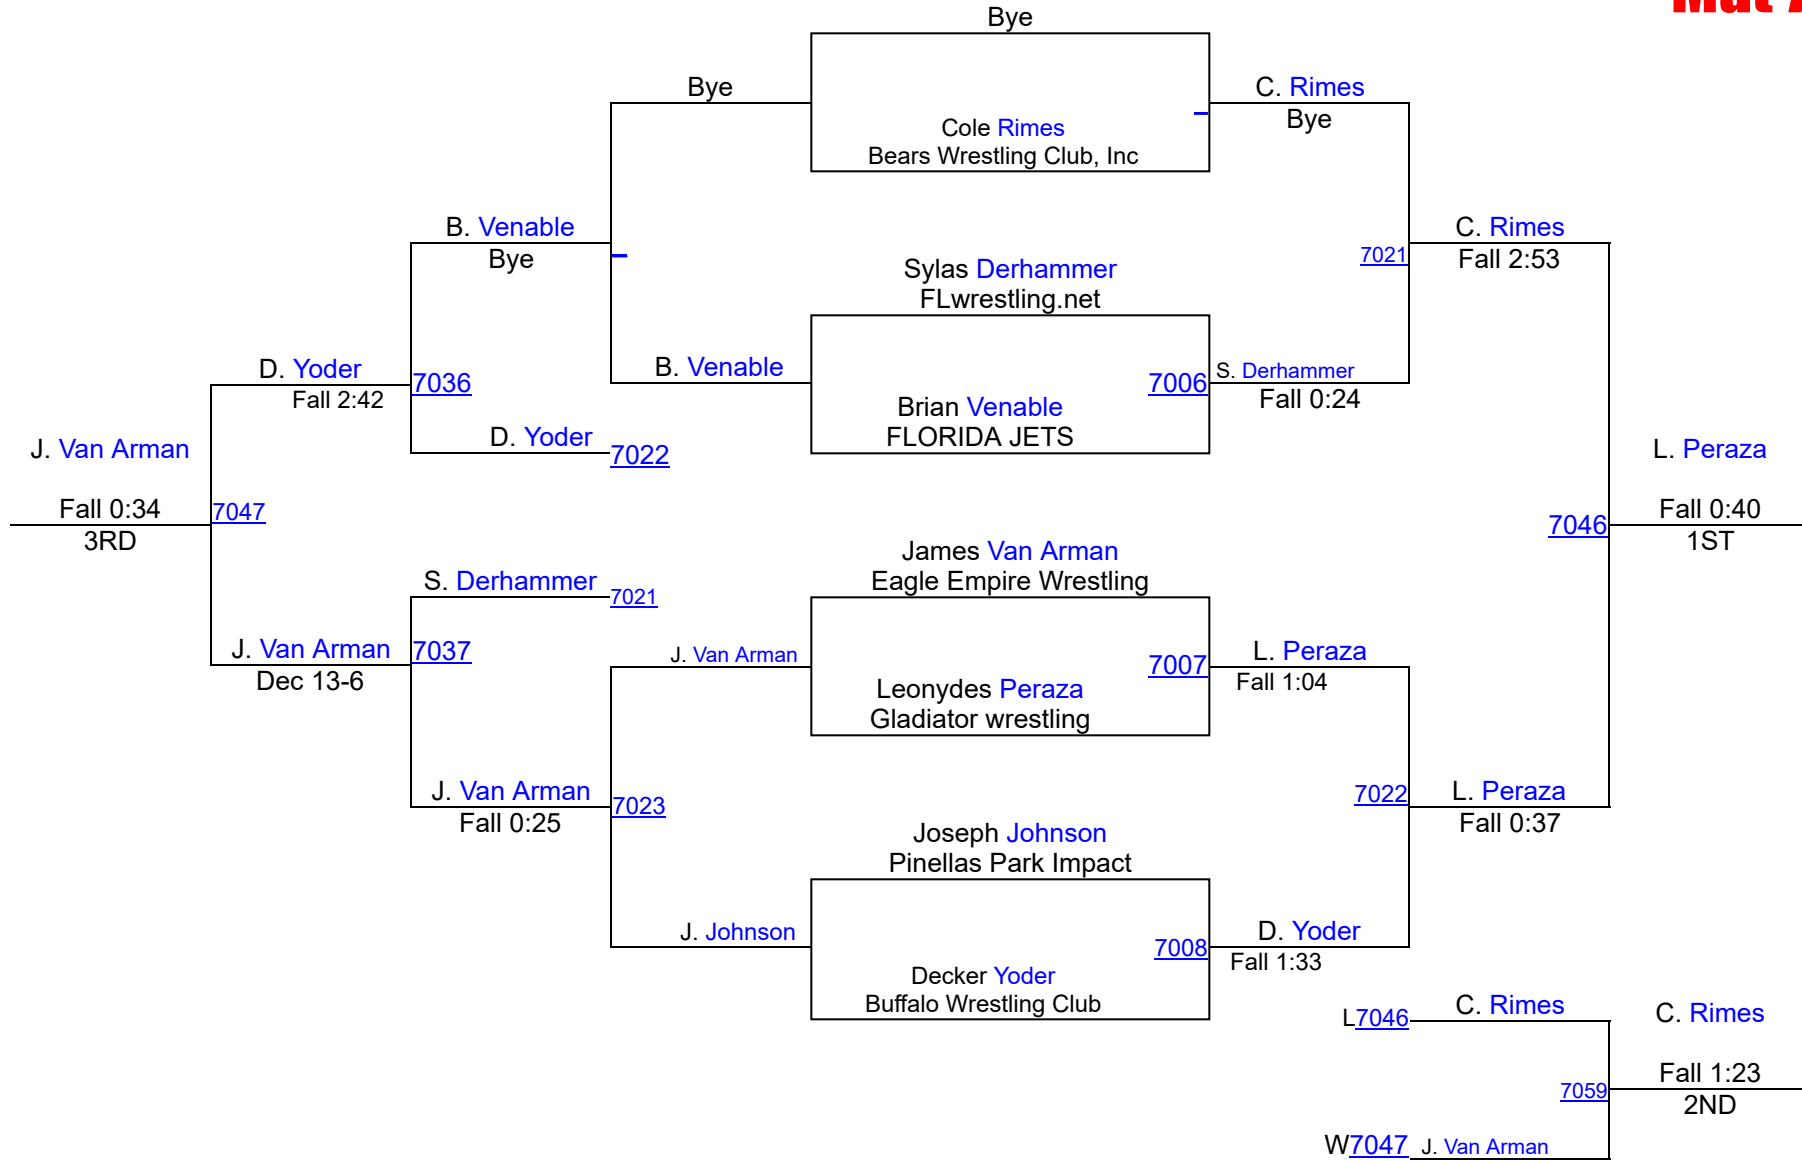 Bye
Mat
Bye
C. Rimes
Bye
Cole Rimes
Bears Wrestling Club, Inc
B. Venable
Bye
C. Rimes
Fall 2:53
7021
Sylas Derhammer
FLwrestling.net
D. Yoder
Fall 2:42
7036
B. Venable
7006
S. Derhammer
Fall 0:24
Brian Venable
FLORIDA JETS
D. Yoder
7022
J. Van Arman
Fall 0:34
3RD
7047
L. Peraza
Fall 0:40
1ST
7046
James Van Arman
Eagle Empire Wrestling
S. Derhammer
7021
J. Van Arman
Dec 13-6
7037
J. Van Arman
7007
L. Peraza
Fall 1:04
Leonydes Peraza
Gladiator wrestling
J. Van Arman
Fall 0:25
7023
7022
L. Peraza
Fall 0:37
Joseph Johnson
Pinellas Park Impact
J. Johnson
7008
D. Yoder
Fall 1:33
Decker Yoder
Buffalo Wrestling Club
L7046
C. Rimes
C. Rimes
Fall 1:23
2ND
7059
W7047
J. Van Arman